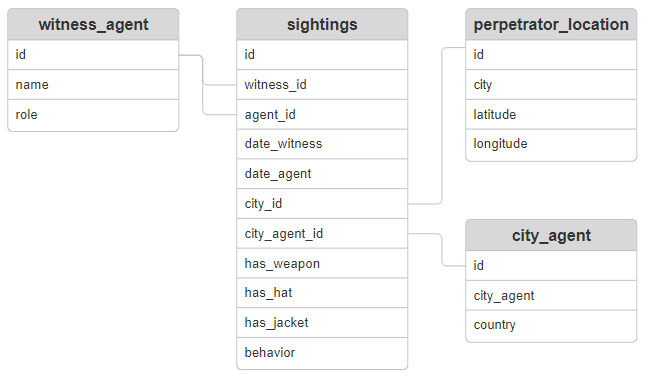 witness_agent
id
name
role
sightings
id
witness_id
agent_id
date_witness
date_agent
city_id
city_agent_id
has_weapon
has_hat
has_jacket
behavior
perpetrator_location
id
city
latitude
longitude
city_agent
id
city_agent
country